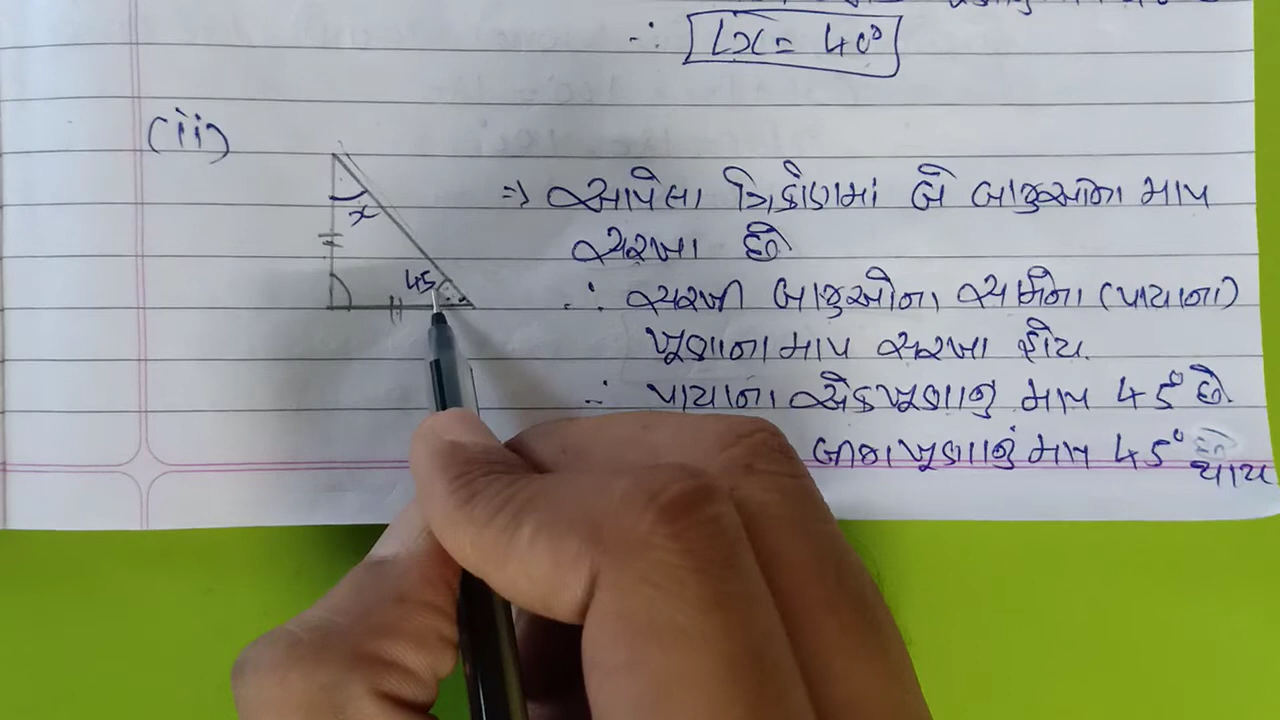 ∴ ∠x = 40°
(ii)
x
45
⇒ આપેલા ત્રિકોણમાં બે બાજુઓના માપ
સરખા છે
∴ સરખી બાજુઓના સામેના (પાયાના)
ખૂણાના માપ સરખા હોય.
∴ પાયાના એક ખૂણાનું માપ 45° છે.
બીજા ખૂણાનું માપ 45° થાય